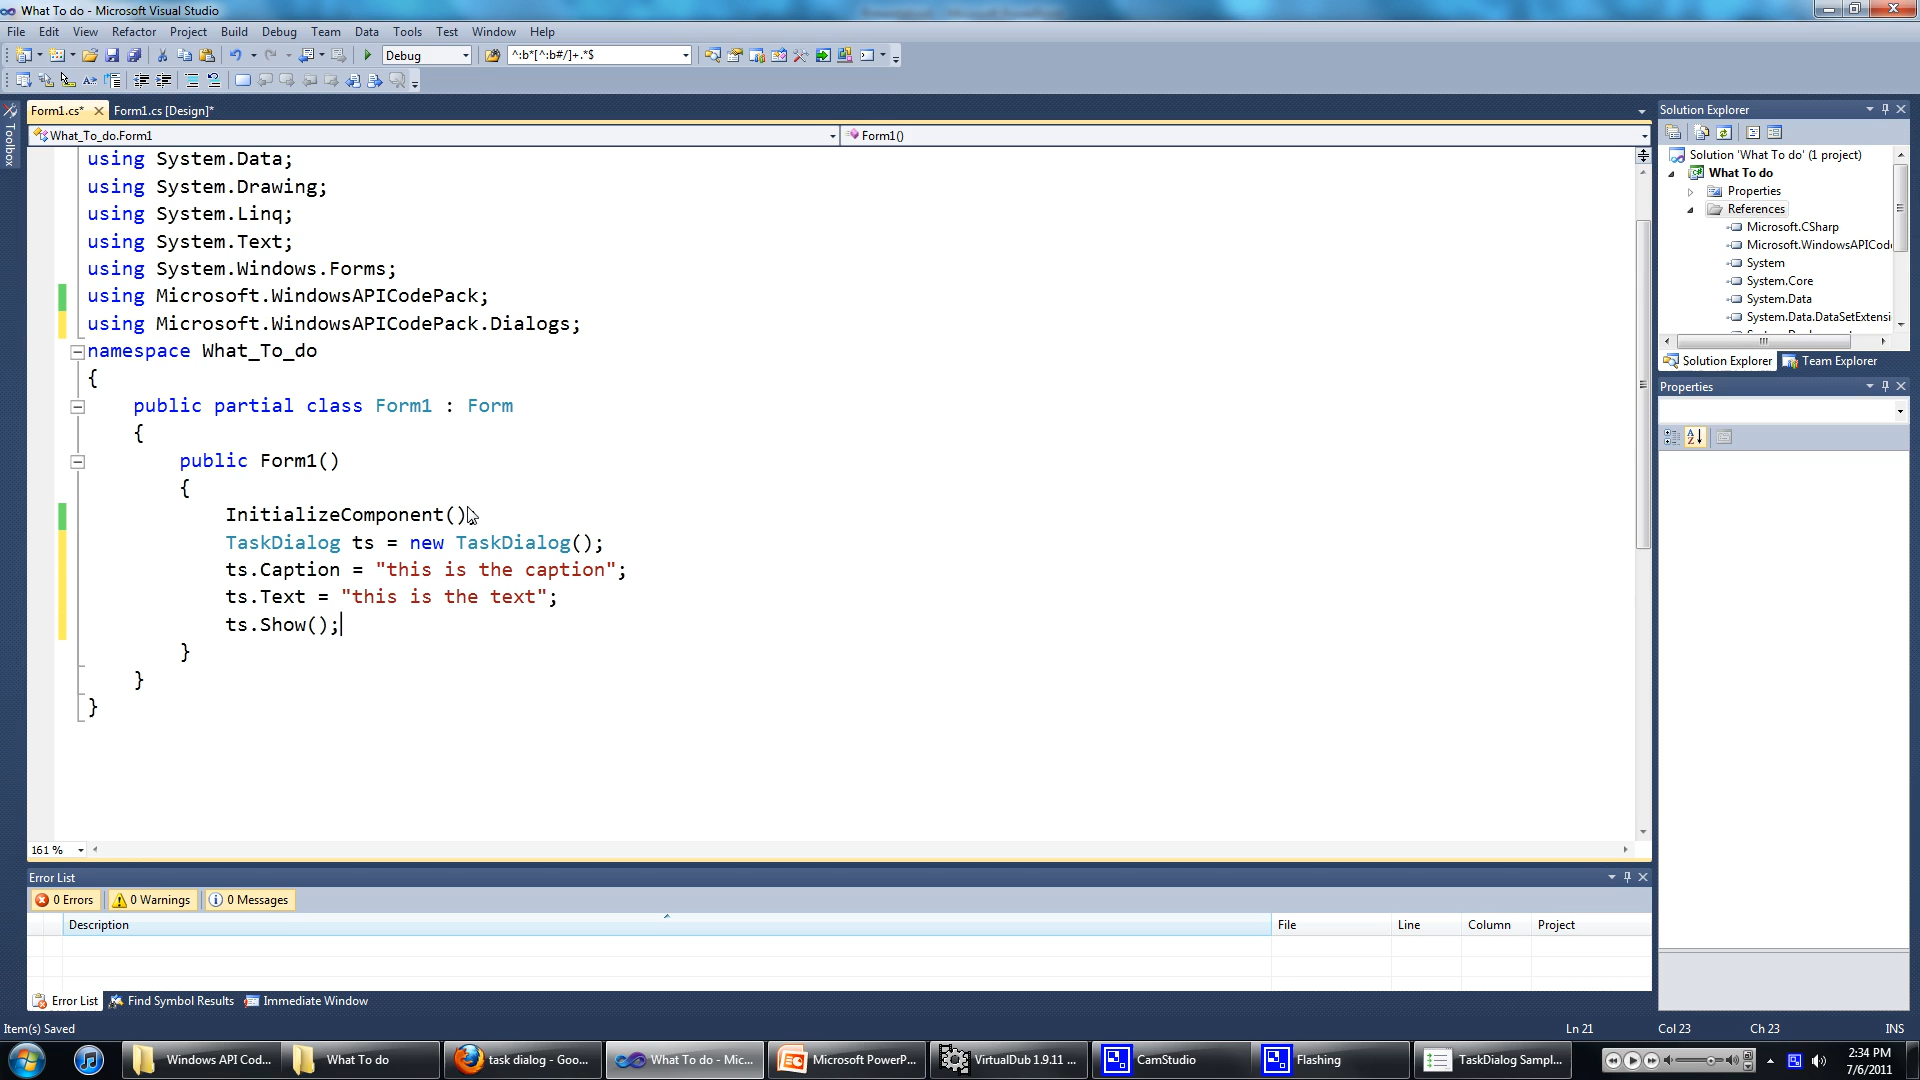 What To do - Microsoft Visual Studio
File Edit View Refactor Project Build Debug Team Data Tools Test Window Help
Debug ^:b*[^:b#/]+.*$
Form1.cs* Form1.cs [Design]*
What_To_do.Form1 Form1()
Toolbox
using System.Data;
using System.Drawing;
using System.Linq;
using System.Text;
using System.Windows.Forms;
using Microsoft.WindowsAPICodePack;
using Microsoft.WindowsAPICodePack.Dialogs;
namespace What_To_do
{
public partial class Form1 : Form
{
public Form1()
{
InitializeComponent()
TaskDialog ts = new TaskDialog();
ts.Caption = "this is the caption";
ts.Text = "this is the text";
ts.Show();
}
}
}
161 %
Solution Explorer
Solution 'What To do' (1 project)
What To do
Properties
References
Microsoft.CSharp
Microsoft.WindowsAPICod
System
System.Core
System.Data
System.Data.DataSetExtensi
Solution Explorer Team Explorer
Properties
Error List
0 Errors 0 Warnings 0 Messages
Description File Line Column Project
Error List Find Symbol Results Immediate Window
Item(s) Saved Ln 21 Col 23 Ch 23 INS
Windows API Cod... What To do task dialog - Goo... What To do - Mic... Microsoft PowerP... VirtualDub 1.9.11 ... CamStudio Flashing TaskDialog Sampl... 2:34 PM
7/6/2011